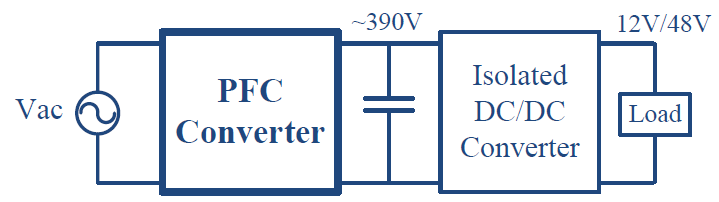 ~390V
12V/48V
Vac
PFC
Converter
Isolated
DC/DC
Converter
Load